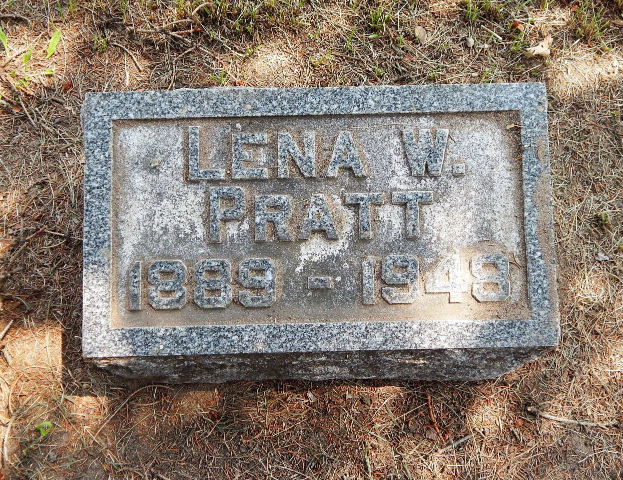 LENA W.
PRATT
1889 - 1948